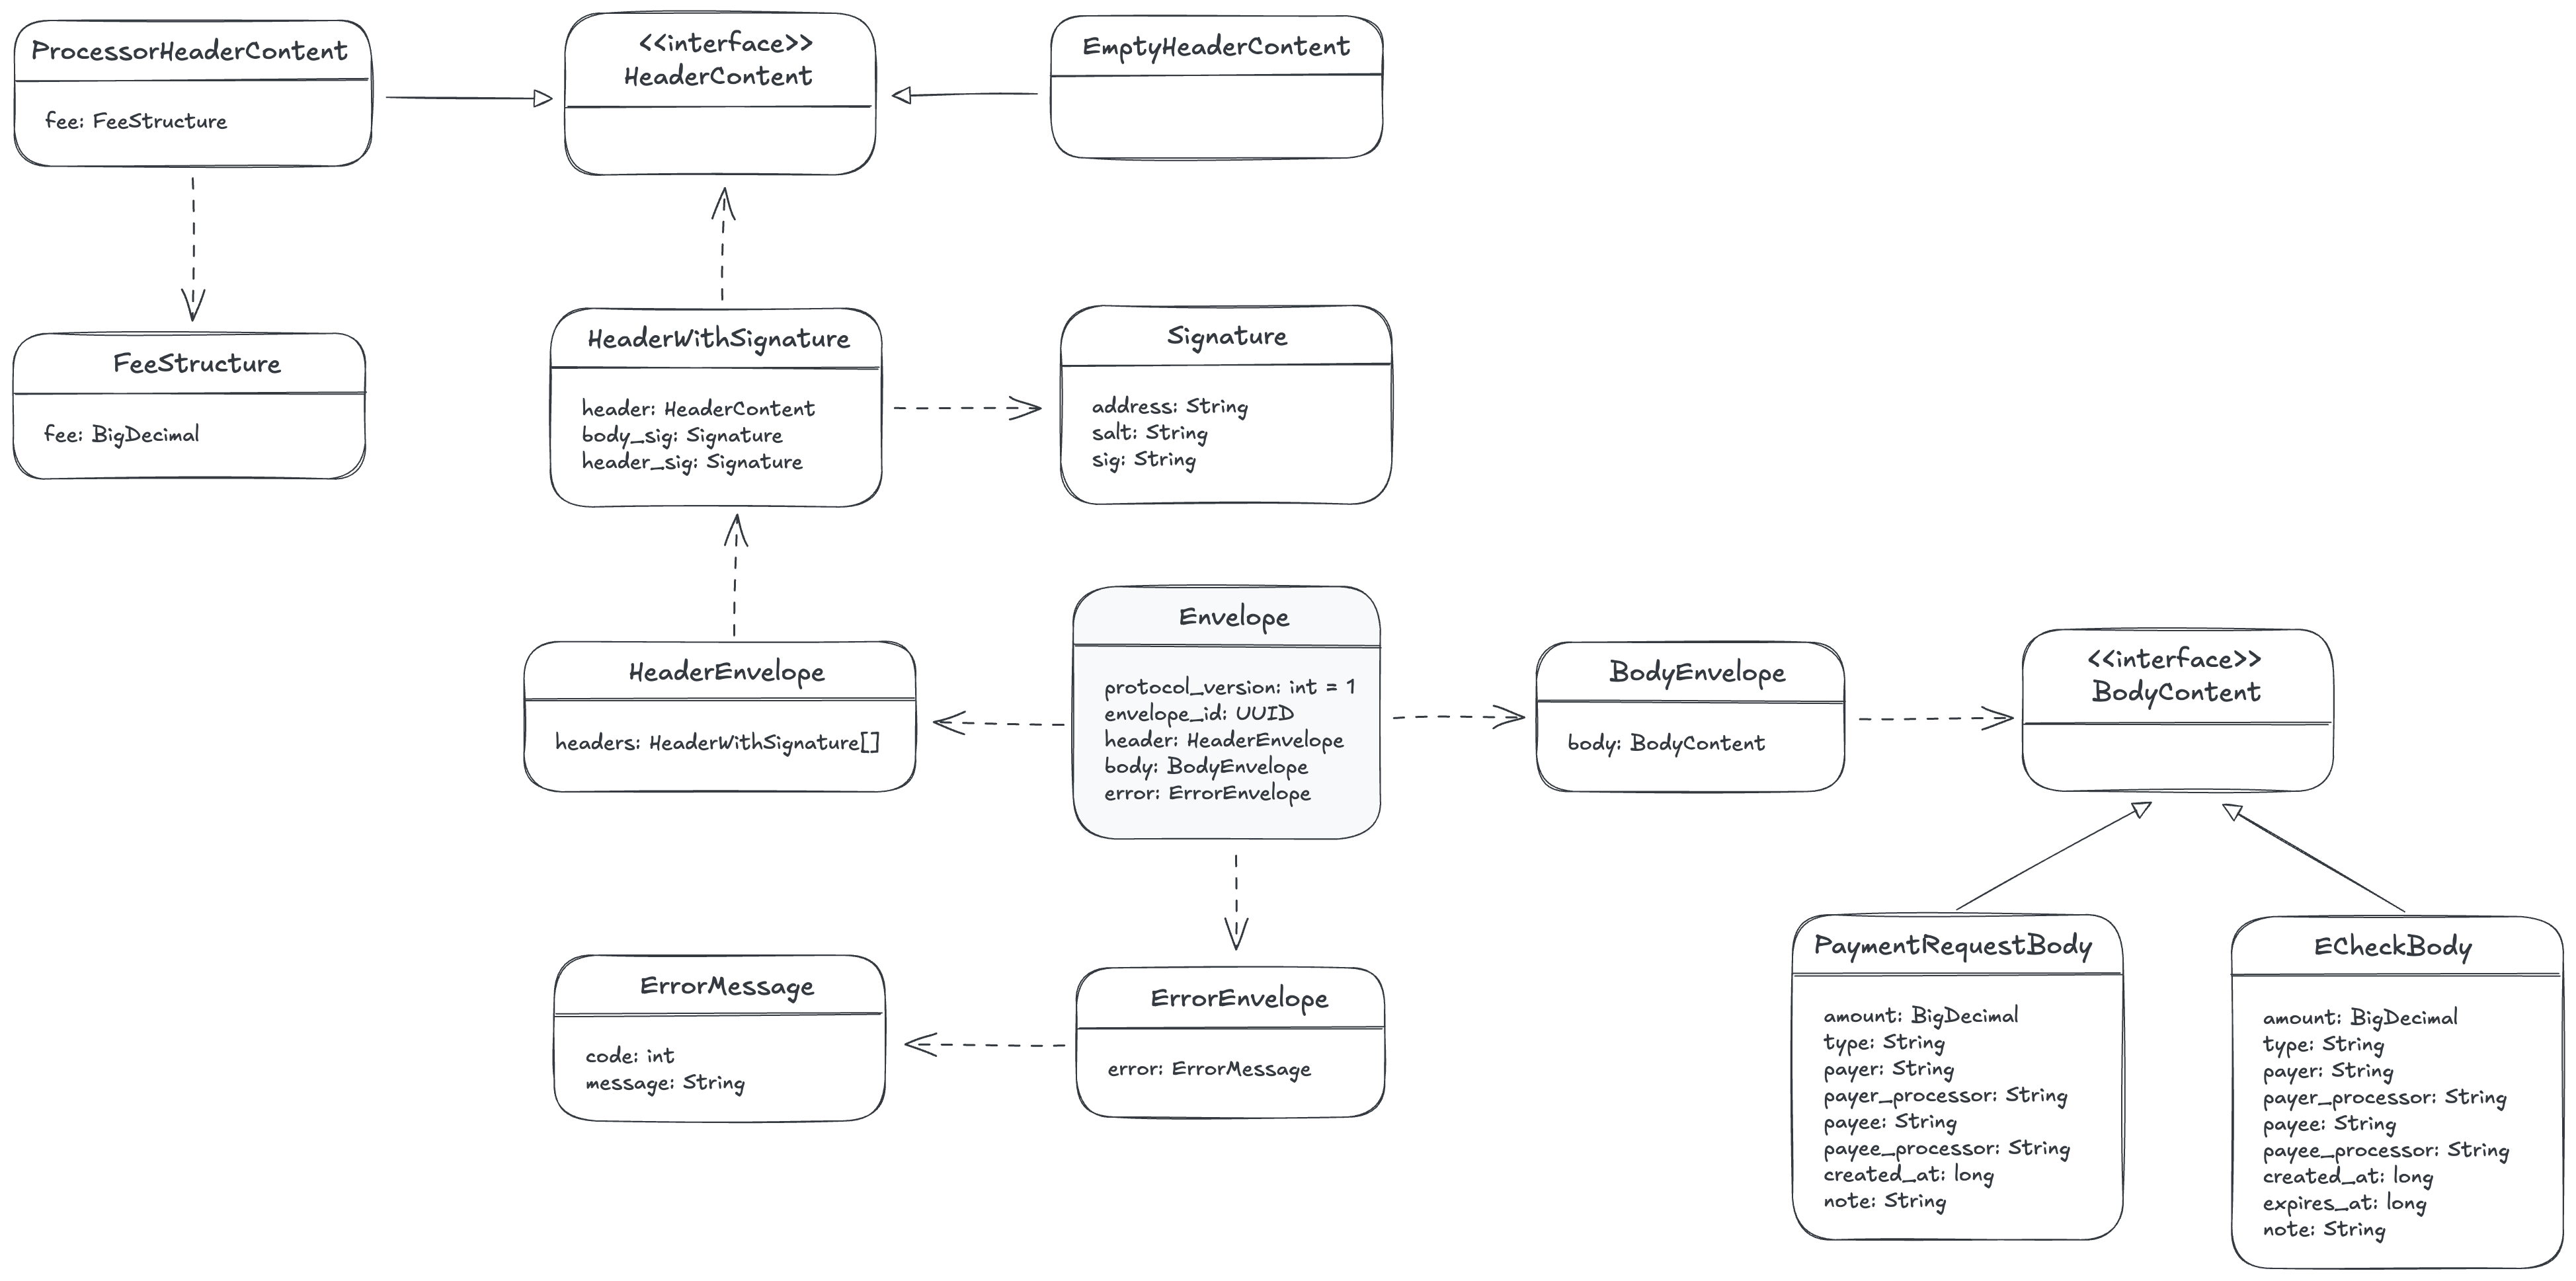 ProcessorHeaderContent
fee: FeeStructure
<<interface>>
HeaderContent
EmptyHeaderContent
FeeStructure
fee: BigDecimal
HeaderWithSignature
header: HeaderContent
body_sig: Signature
header_sig: Signature
Signature
address: String
salt: String
sig: String
HeaderEnvelope
headers: HeaderWithSignature[]
Envelope
protocol_version: int = 1
envelope_id: UUID
header: HeaderEnvelope
body: BodyEnvelope
error: ErrorEnvelope
BodyEnvelope
body: BodyContent
<<interface>>
BodyContent
ErrorMessage
code: int
message: String
ErrorEnvelope
error: ErrorMessage
PaymentRequestBody
amount: BigDecimal
type: String
payer: String
payer_processor: String
payee: String
payee_processor: String
created_at: long
note: String
ECheckBody
amount: BigDecimal
type: String
payer: String
payer_processor: String
payee: String
payee_processor: String
created_at: long
expires_at: long
note: String